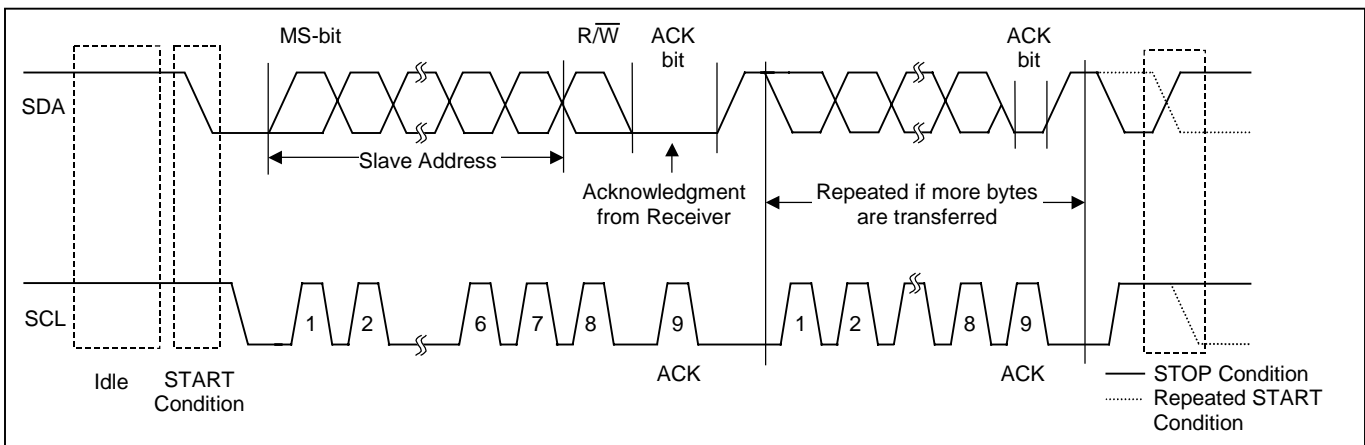 MS-bit
R/W̅
ACK
bit
ACK
bit
SDA
Slave Address
Acknowledgment
from Receiver
Repeated if more bytes
are transferred
SCL
1
2
6
7
8
9
1
2
8
9
Idle
START
Condition
ACK
ACK
STOP Condition
Repeated START
Condition